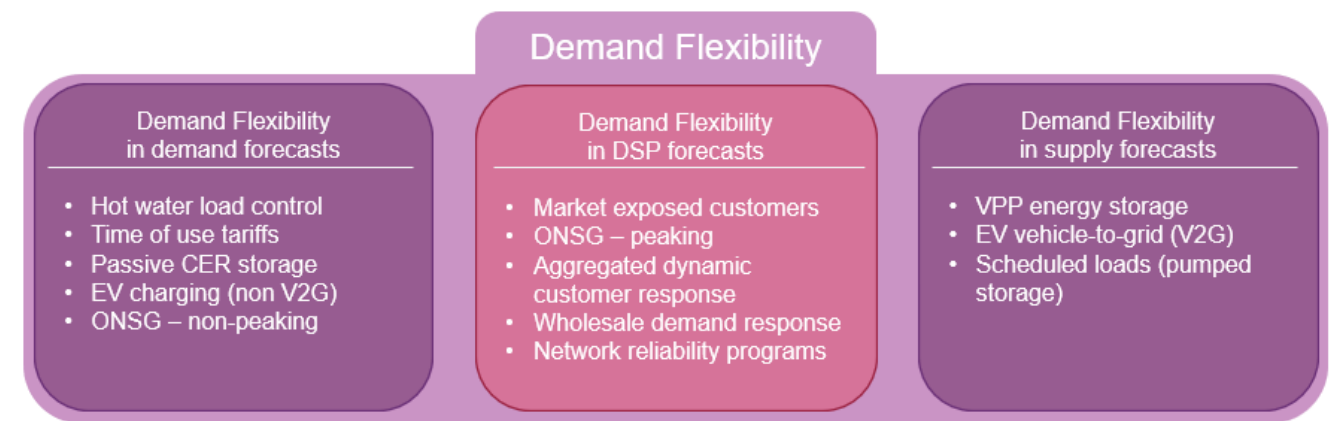 Demand Flexibility
Demand Flexibility
in demand forecasts
• Hot water load control
• Time of use tariffs
• Passive CER storage
• EV charging (non V2G)
• ONSG – non-peaking
Demand Flexibility
in DSP forecasts
• Market exposed customers
• ONSG – peaking
• Aggregated dynamic
customer response
• Wholesale demand response
• Network reliability programs
Demand Flexibility
in supply forecasts
• VPP energy storage
• EV vehicle-to-grid (V2G)
• Scheduled loads (pumped
storage)